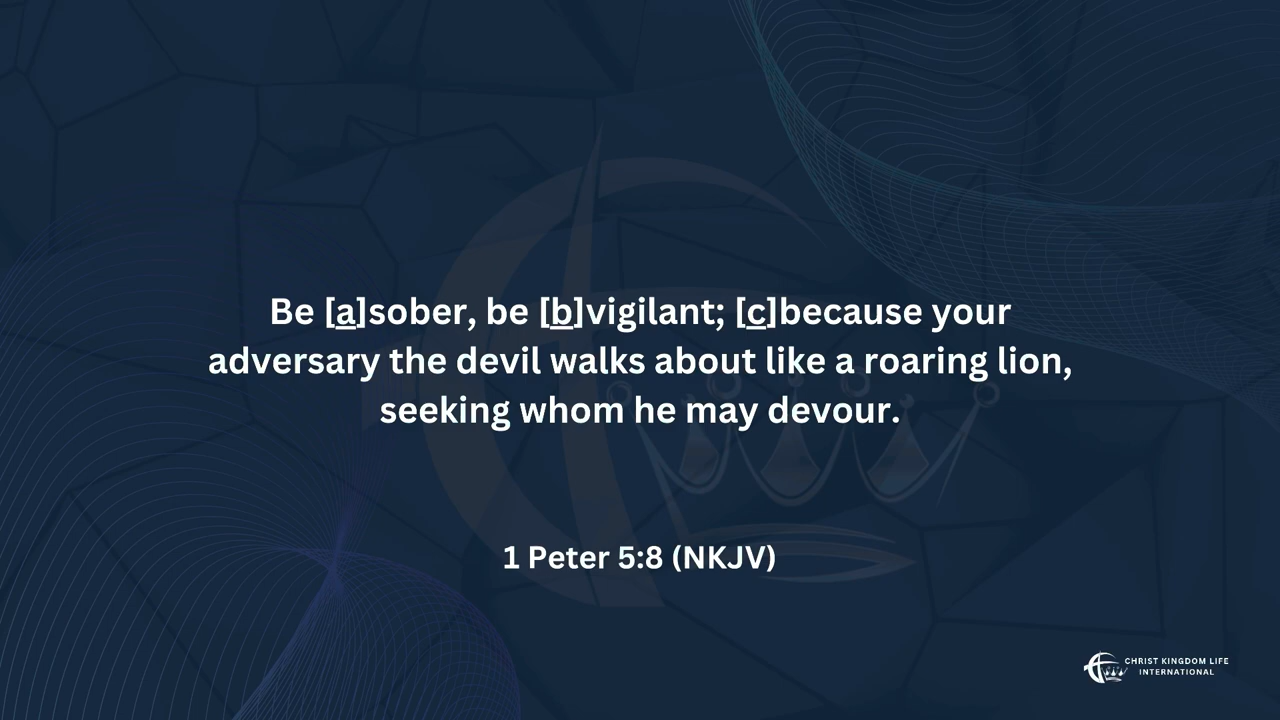 Be [a]sober, be [b]vigilant; [c]because your
adversary the devil walks about like a roaring lion,
seeking whom he may devour.
1 Peter 5:8 (NKJV)
CHRIST KINGDOM LIFE
INTERNATIONAL